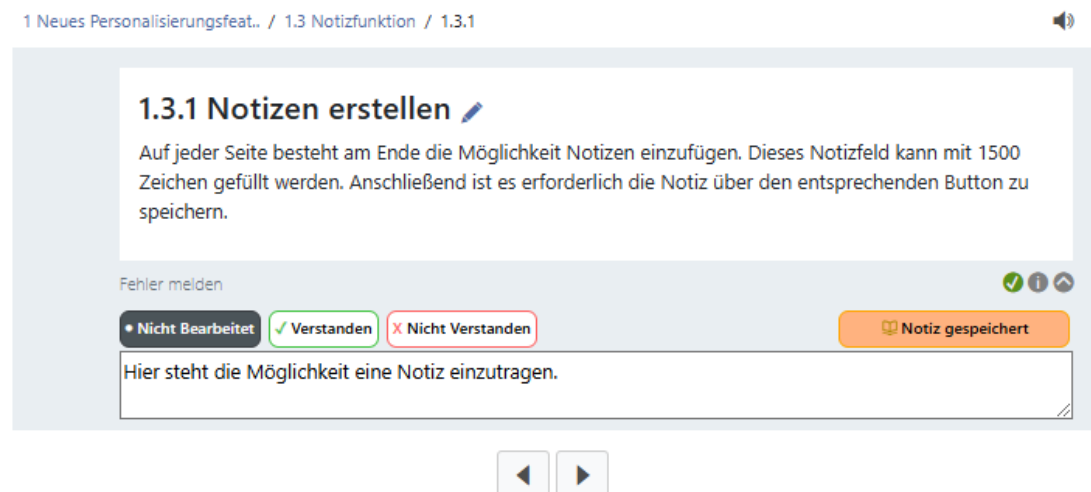 1 Neues Personalisierungsfeat.. / 1.3 Notizfunktion / 1.3.1
1.3.1 Notizen erstellen
Auf jeder Seite besteht am Ende die Möglichkeit Notizen einzufügen. Dieses Notizfeld kann mit 1500
Zeichen gefüllt werden. Anschließend ist es erforderlich die Notiz über den entsprechenden Button zu
speichern.
Fehler melden
• Nicht Bearbeitet ✓ Verstanden X Nicht Verstanden Notiz gespeichert
Hier steht die Möglichkeit eine Notiz einzutragen.